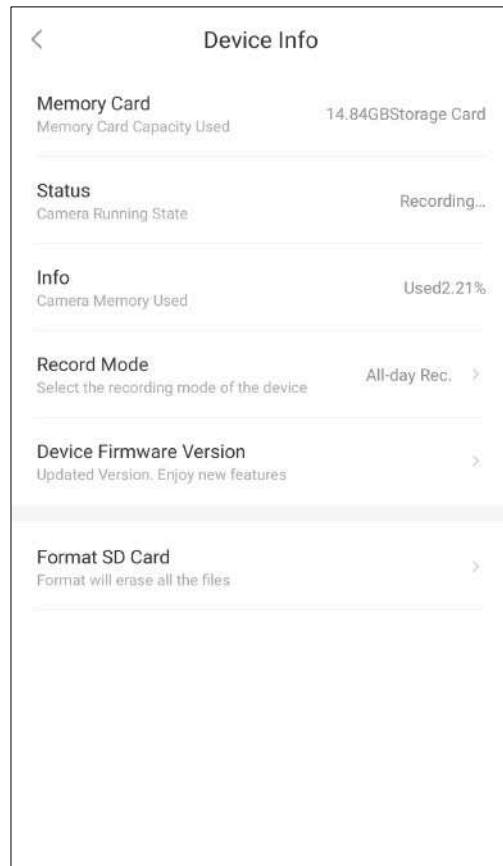 Device Info
Memory Card
Memory Card Capacity Used
14.84GBStorage Card
Status
Camera Running State
Recording...
Info
Camera Memory Used
Used2.21%
Record Mode
Select the recording mode of the device
All-day Rec.
Device Firmware Version
Updated Version. Enjoy new features
Format SD Card
Format will erase all the files